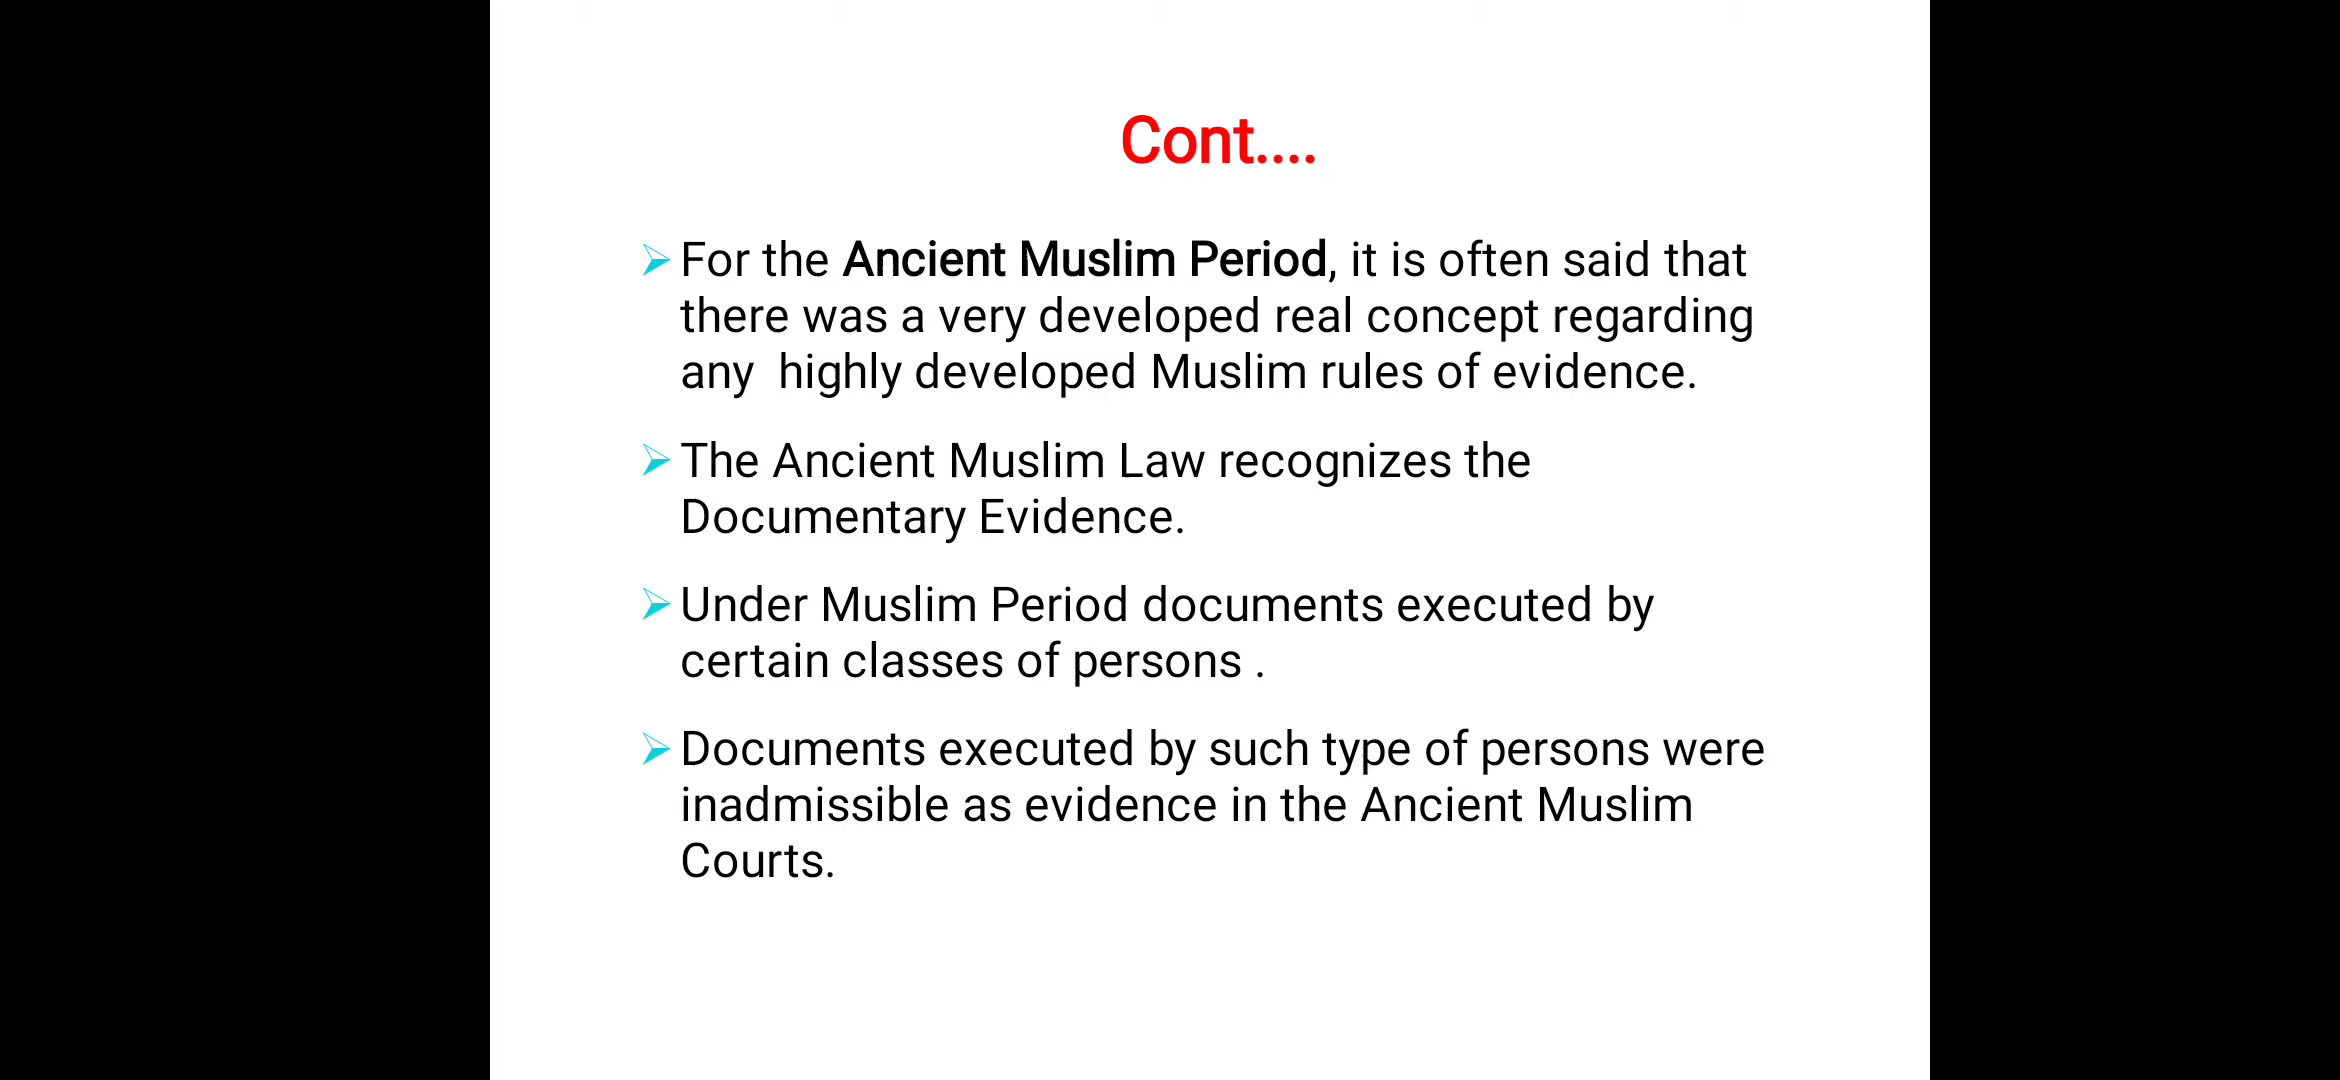 Cont....
For the Ancient Muslim Period, it is often said that
there was a very developed real concept regarding
any  highly developed Muslim rules of evidence.
The Ancient Muslim Law recognizes the
Documentary Evidence.
Under Muslim Period documents executed by
certain classes of persons .
Documents executed by such type of persons were
inadmissible as evidence in the Ancient Muslim
Courts.